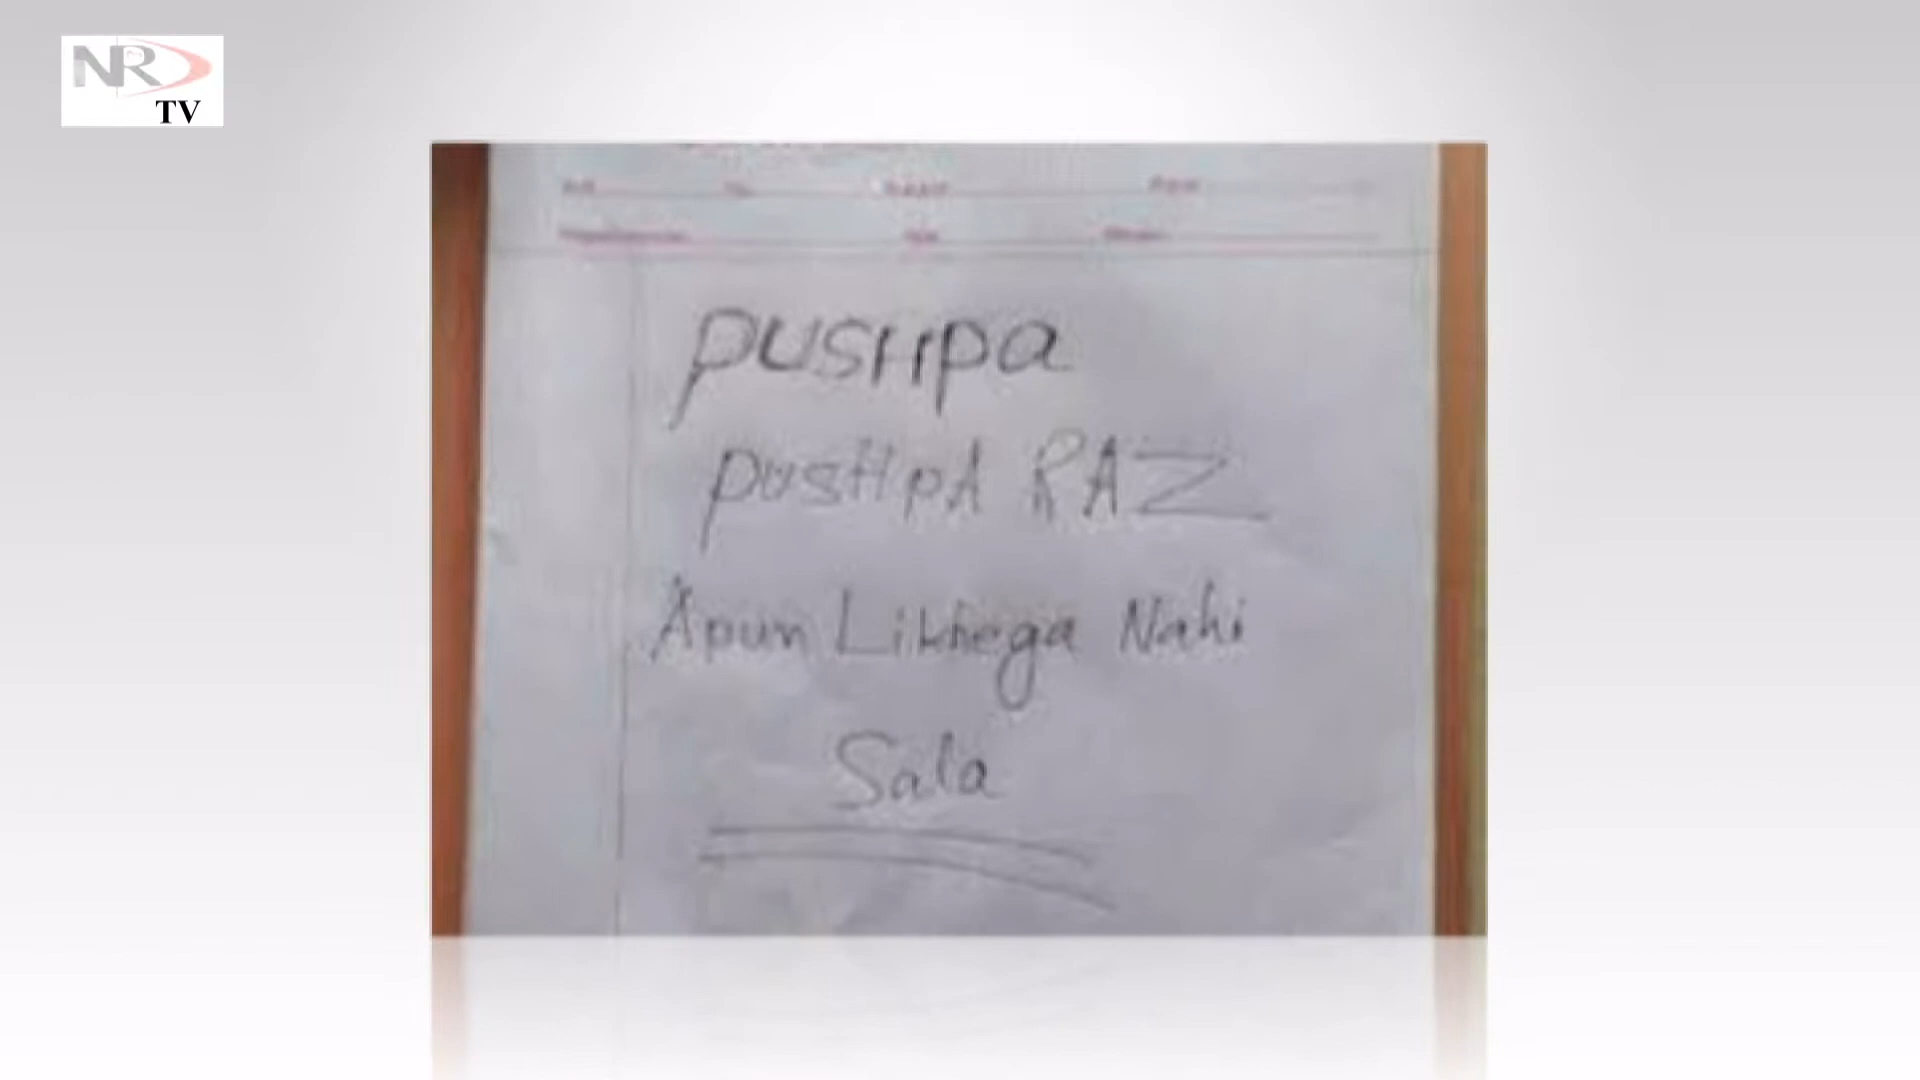 NR
TV
pusHpa
pusHpA RAZ
Apun Likhega Nahi
Sala